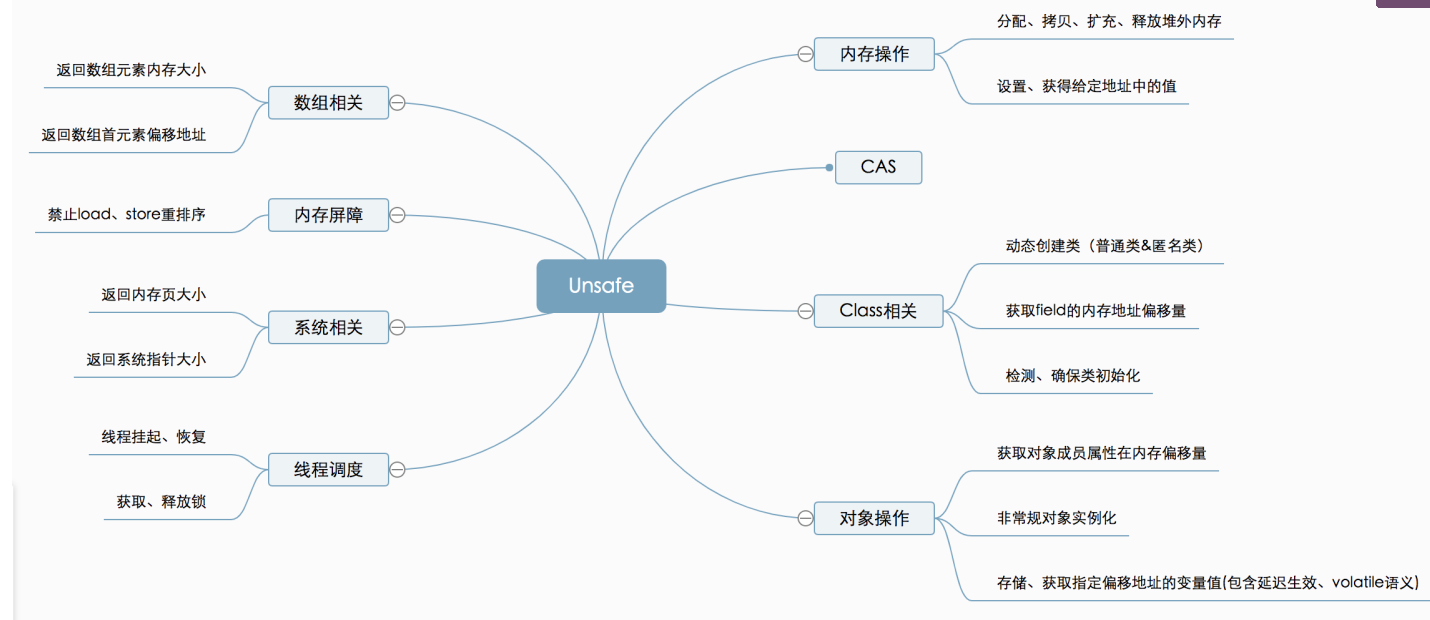 Unsafe
内存操作
分配、拷贝、扩充、释放堆外内存
设置、获得给定地址中的值
CAS
Class相关
动态创建类（普通类&匿名类）
获取field的内存地址偏移量
检测、确保类初始化
对象操作
获取对象成员属性在内存偏移量
非常规对象实例化
存储、获取指定偏移地址的变量值(包含延迟生效、volatile语义)
数组相关
返回数组元素内存大小
返回数组首元素偏移地址
内存屏障
禁止load、store重排序
系统相关
返回内存页大小
返回系统指针大小
线程调度
线程挂起、恢复
获取、释放锁